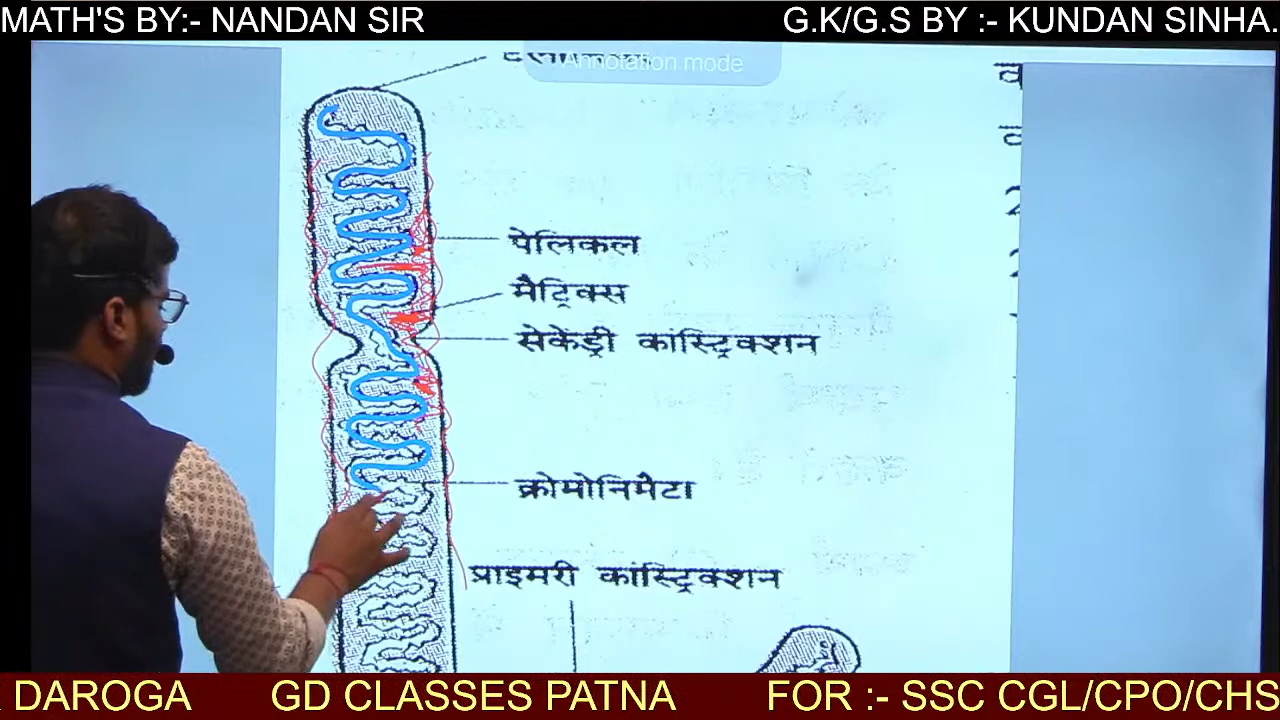 MATH'S BY:- NANDAN SIR G.K/G.S BY :- KUNDAN SINHA.
Annotation mode
पेलिकल
मैट्रिक्स
सेकेंड्री कांस्ट्रिक्शन
क्रोमोनिमैटा
प्राइमरी कांस्ट्रिक्शन
DAROGA GD CLASSES PATNA FOR :- SSC CGL/CPO/CHS